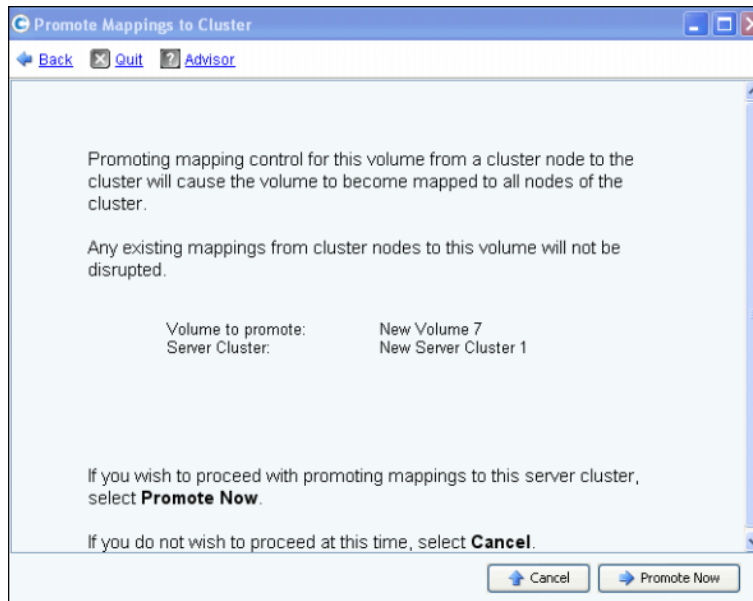 Promote Mappings to Cluster
Back Quit Advisor
Promoting mapping control for this volume from a cluster node to the
cluster will cause the volume to become mapped to all nodes of the
cluster.
Any existing mappings from cluster nodes to this volume will not be
disrupted.
Volume to promote: New Volume 7
Server Cluster: New Server Cluster 1
If you wish to proceed with promoting mappings to this server cluster,
select Promote Now.
If you do not wish to proceed at this time, select Cancel.
Cancel Promote Now